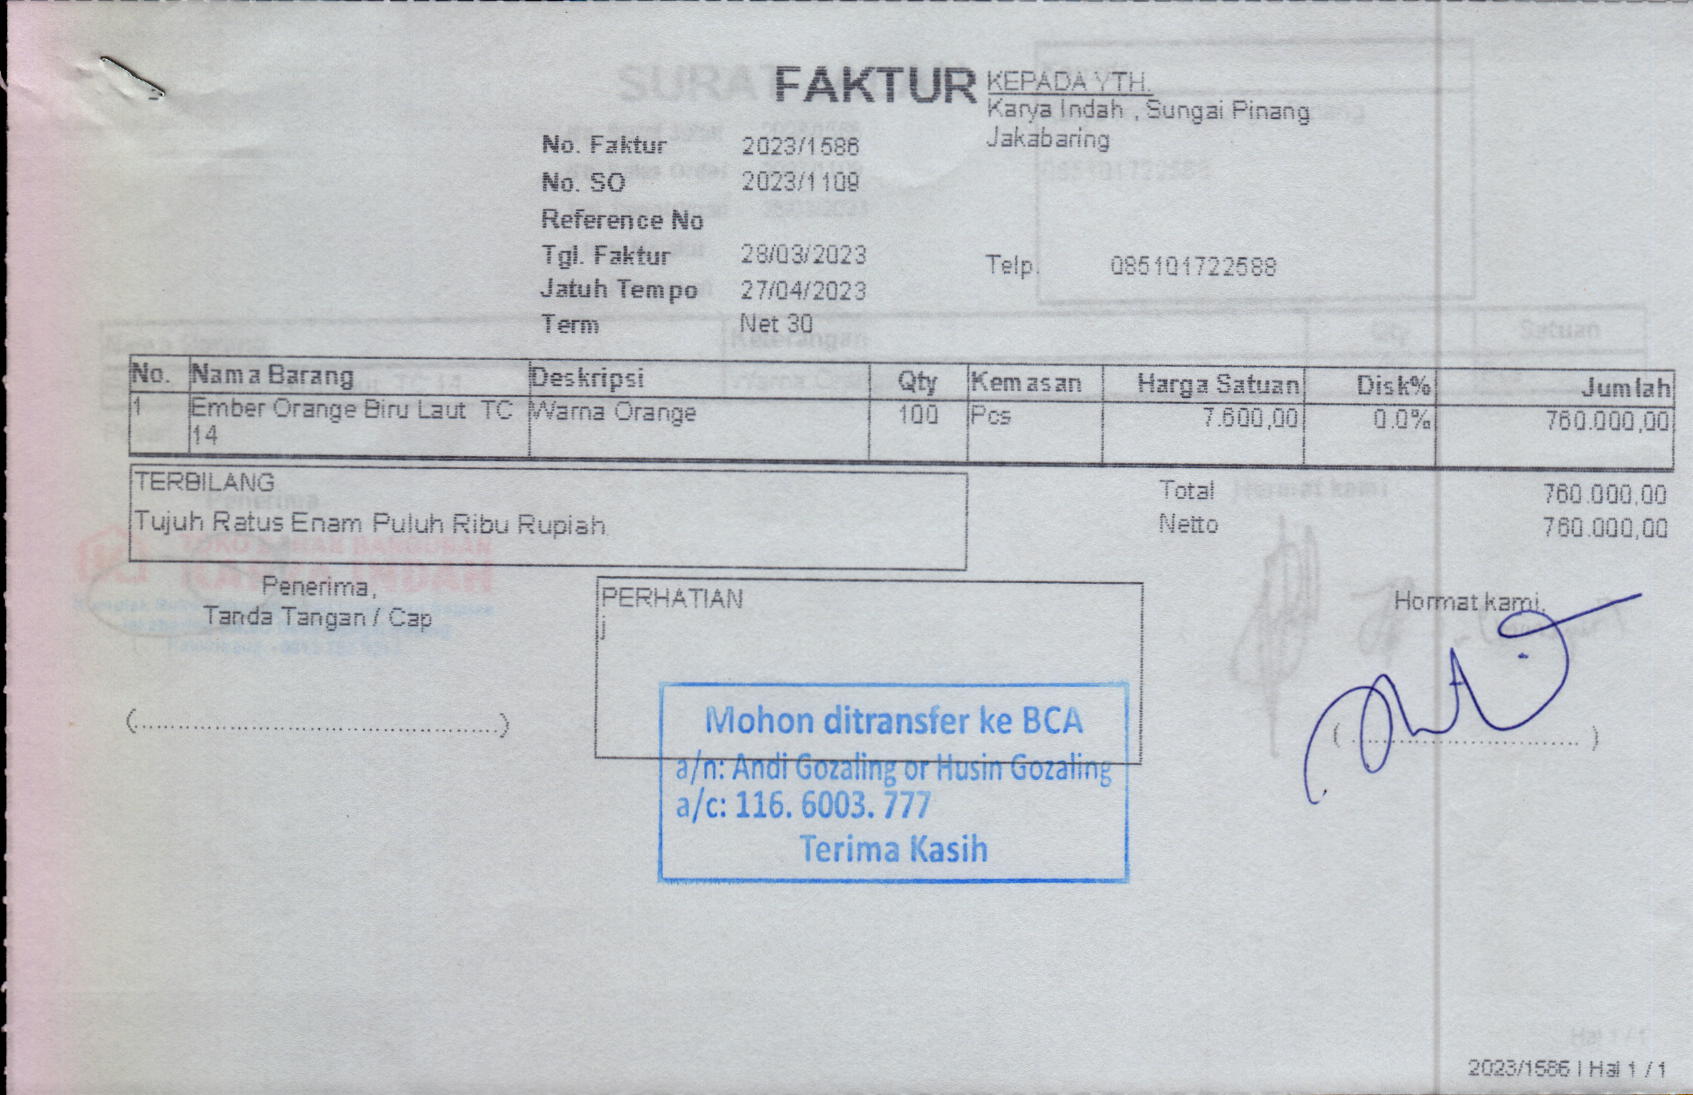 FAKTUR
KEPADA YTH.
Karya Indah , Sungai Pinang
Jakabaring
No. Faktur 2023/1586
No. SO 2023/1109
Reference No
Tgl. Faktur 28/03/2023
Telp. 085101722588
Jatuh Tempo 27/04/2023
Term Net 30
No. Nama Barang Deskripsi Qty Kemasan Harga Satuan Disk% Jumlah
1 Ember Orange Biru Laut TC Warna Orange 100 Pcs 7.600,00 0.0% 760.000,00
14
TERBILANG
Tujuh Ratus Enam Puluh Ribu Rupiah
Total 760.000,00
Netto 760.000,00
Penerima,
Tanda Tangan / Cap
(....................................................)
PERHATIAN
j
Hormat kami,
(................................)
Mohon ditransfer ke BCA
a/n: Andi Gozaling or Husin Gozaling
a/c: 116. 6003. 777
Terima Kasih
2023/1586 | Hal 1 / 1